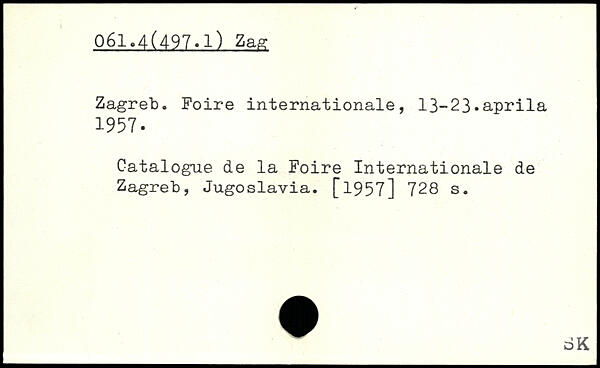 061.4(497.1) Zag
Zagreb. Foire internationale, 13-23.aprila
1957.
Catalogue de la Foire Internationale de
Zagreb, Jugoslavia. [1957] 728 s.
SK